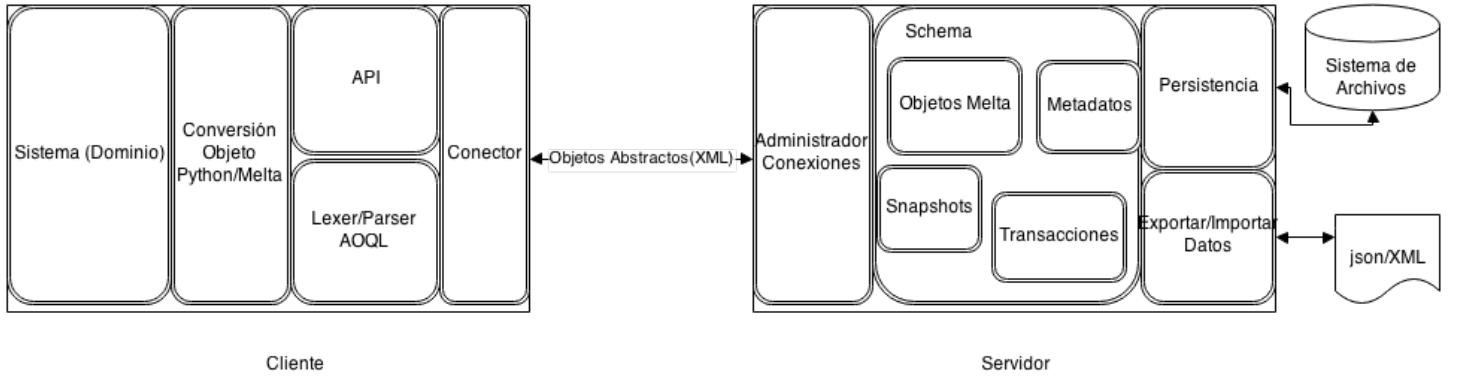 Sistema (Dominio)
Conversión
Objeto
Python/Melta
API
Lexer/Parser
AOQL
Conector
Objetos Abstractos(XML)
Administrador
Conexiones
Schema
Objetos Melta
Metadatos
Snapshots
Transacciones
Persistencia
Exportar/Importar
Datos
Sistema de
Archivos
json/XML
Cliente
Servidor